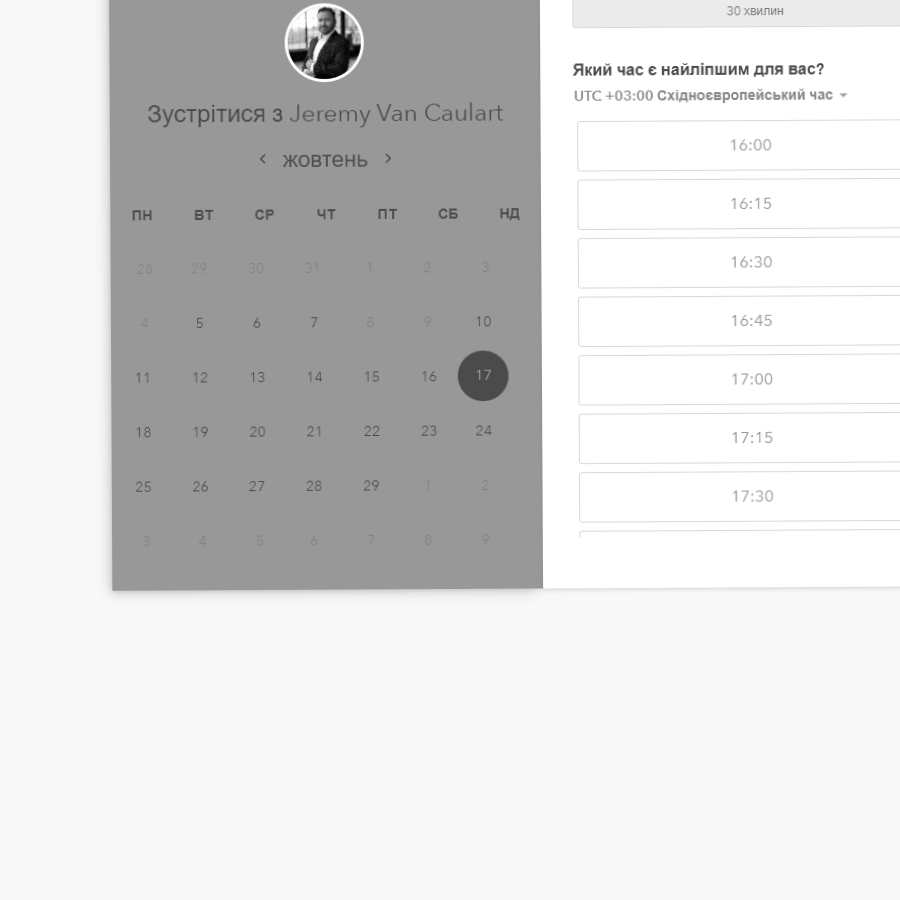 Зустрітися з Jeremy Van Caulart
жовтень
ПН ВТ СР ЧТ ПТ СБ НД
28 29 30 31 1 2 3
4 5 6 7 8 9 10
11 12 13 14 15 16 17
18 19 20 21 22 23 24
25 26 27 28 29 1 2
3 4 5 6 7 8 9
30 хвилин
Який час є найліпшим для вас?
UTC +03:00 Східноєвропейський час
16:00
16:15
16:30
16:45
17:00
17:15
17:30